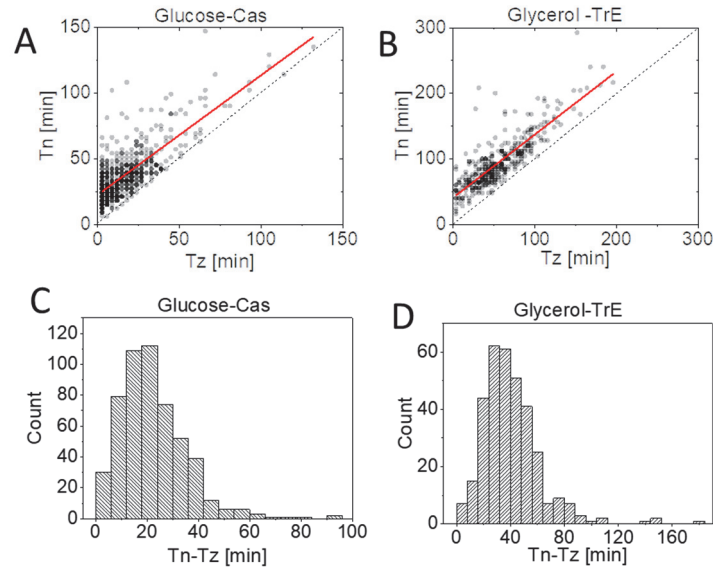 A
Glucose-Cas
Tn [min]
150
100
50
0
0 50 100 150
Tz [min]
B
Glycerol -TrE
Tn [min]
300
200
100
0
0 100 200 300
Tz [min]
C
Glucose-Cas
Count
120
100
80
60
40
20
0
0 20 40 60 80 100
Tn-Tz [min]
D
Glycerol-TrE
Count
60
40
20
0
0 40 80 120 160
Tn-Tz [min]